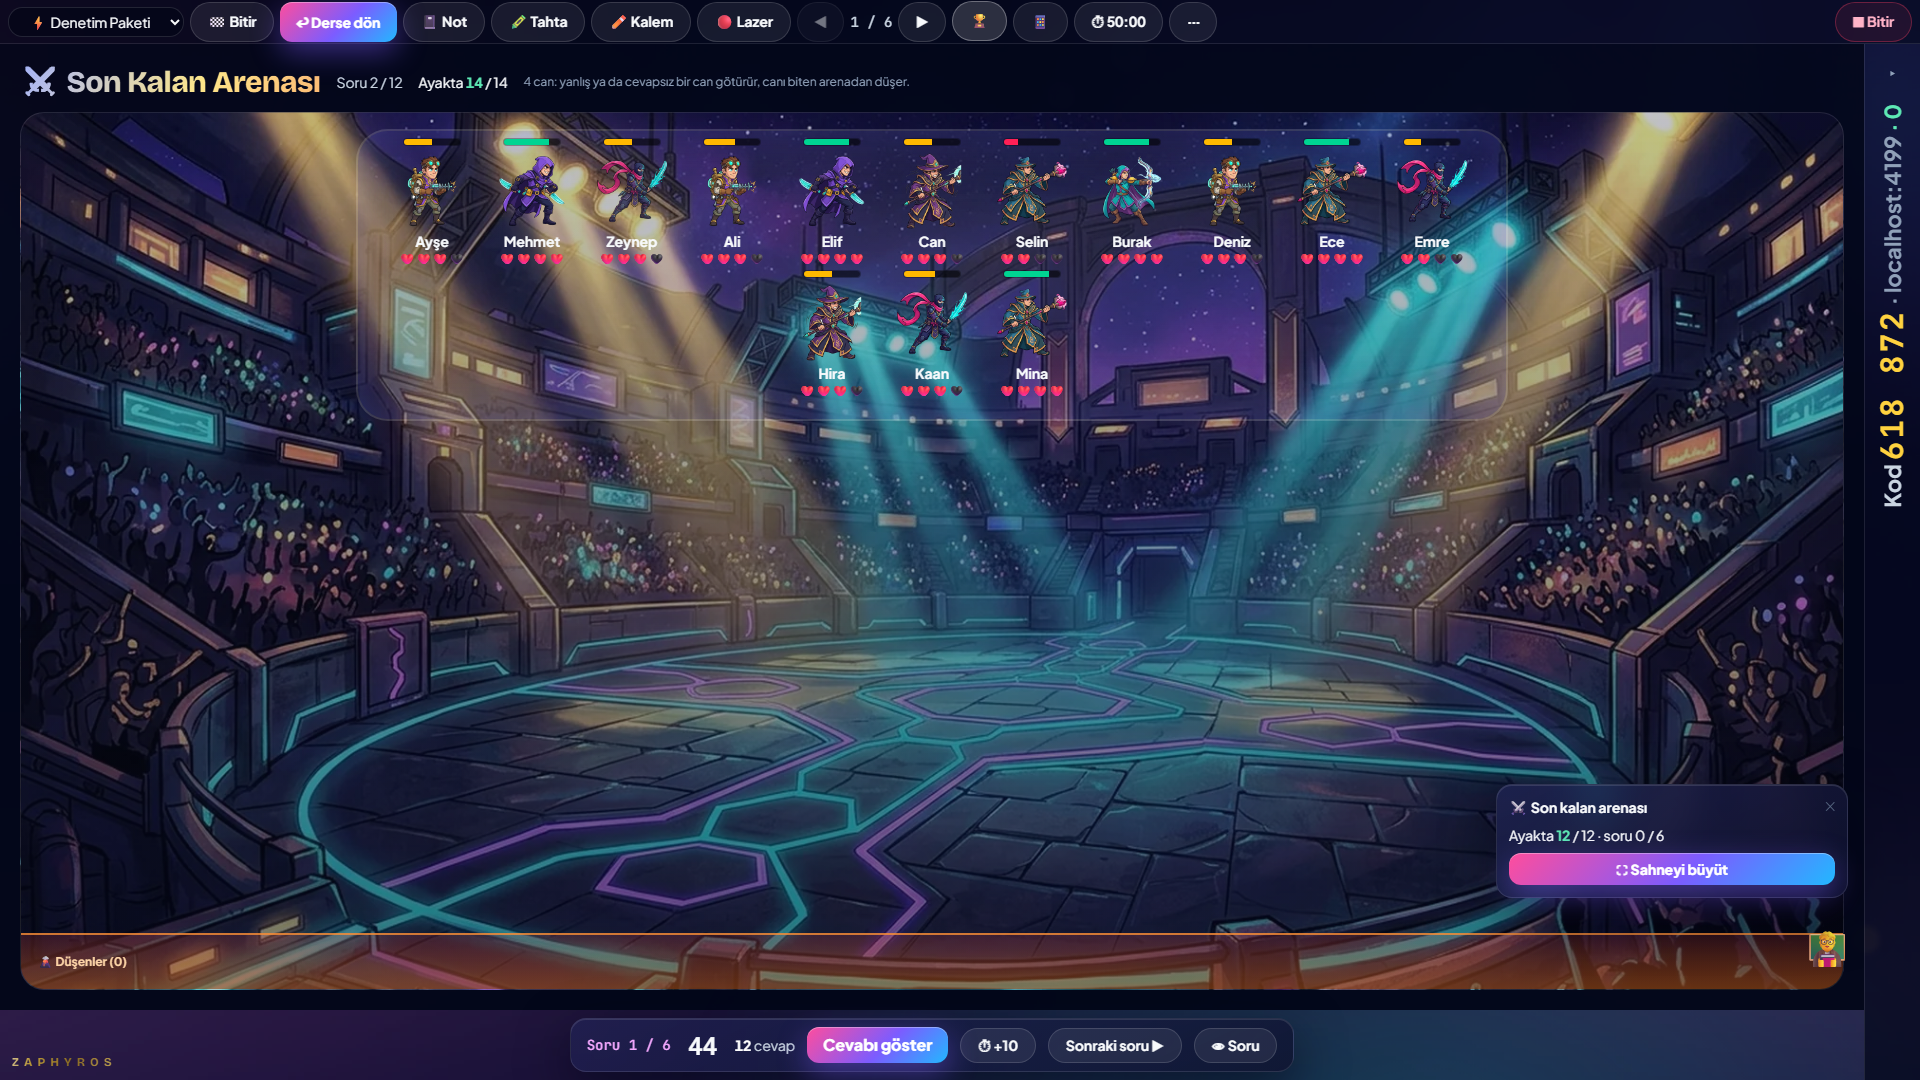 Denetim Paketi
Bitir
Derse dön
Not
Tahta
Kalem
Lazer
1 / 6
50:00
Bitir
Son Kalan Arenası
Soru 2/12
Ayakta 14/14
4 can: yanlış ya da cevapsız bir can götürür, canı biten arenadan düşer.
Ayşe
Mehmet
Zeynep
Ali
Elif
Can
Selin
Burak
Deniz
Ece
Emre
Hira
Kaan
Mina
Kod 618 872 · localhost:4199 · 0
Son kalan arenası
Ayakta 12/12 · soru 0/6
Sahneyi büyüt
Düşenler (0)
Soru 1 / 6
44
12 cevap
Cevabı göster
+10
Sonraki soru
Soru
ZAPHYROS